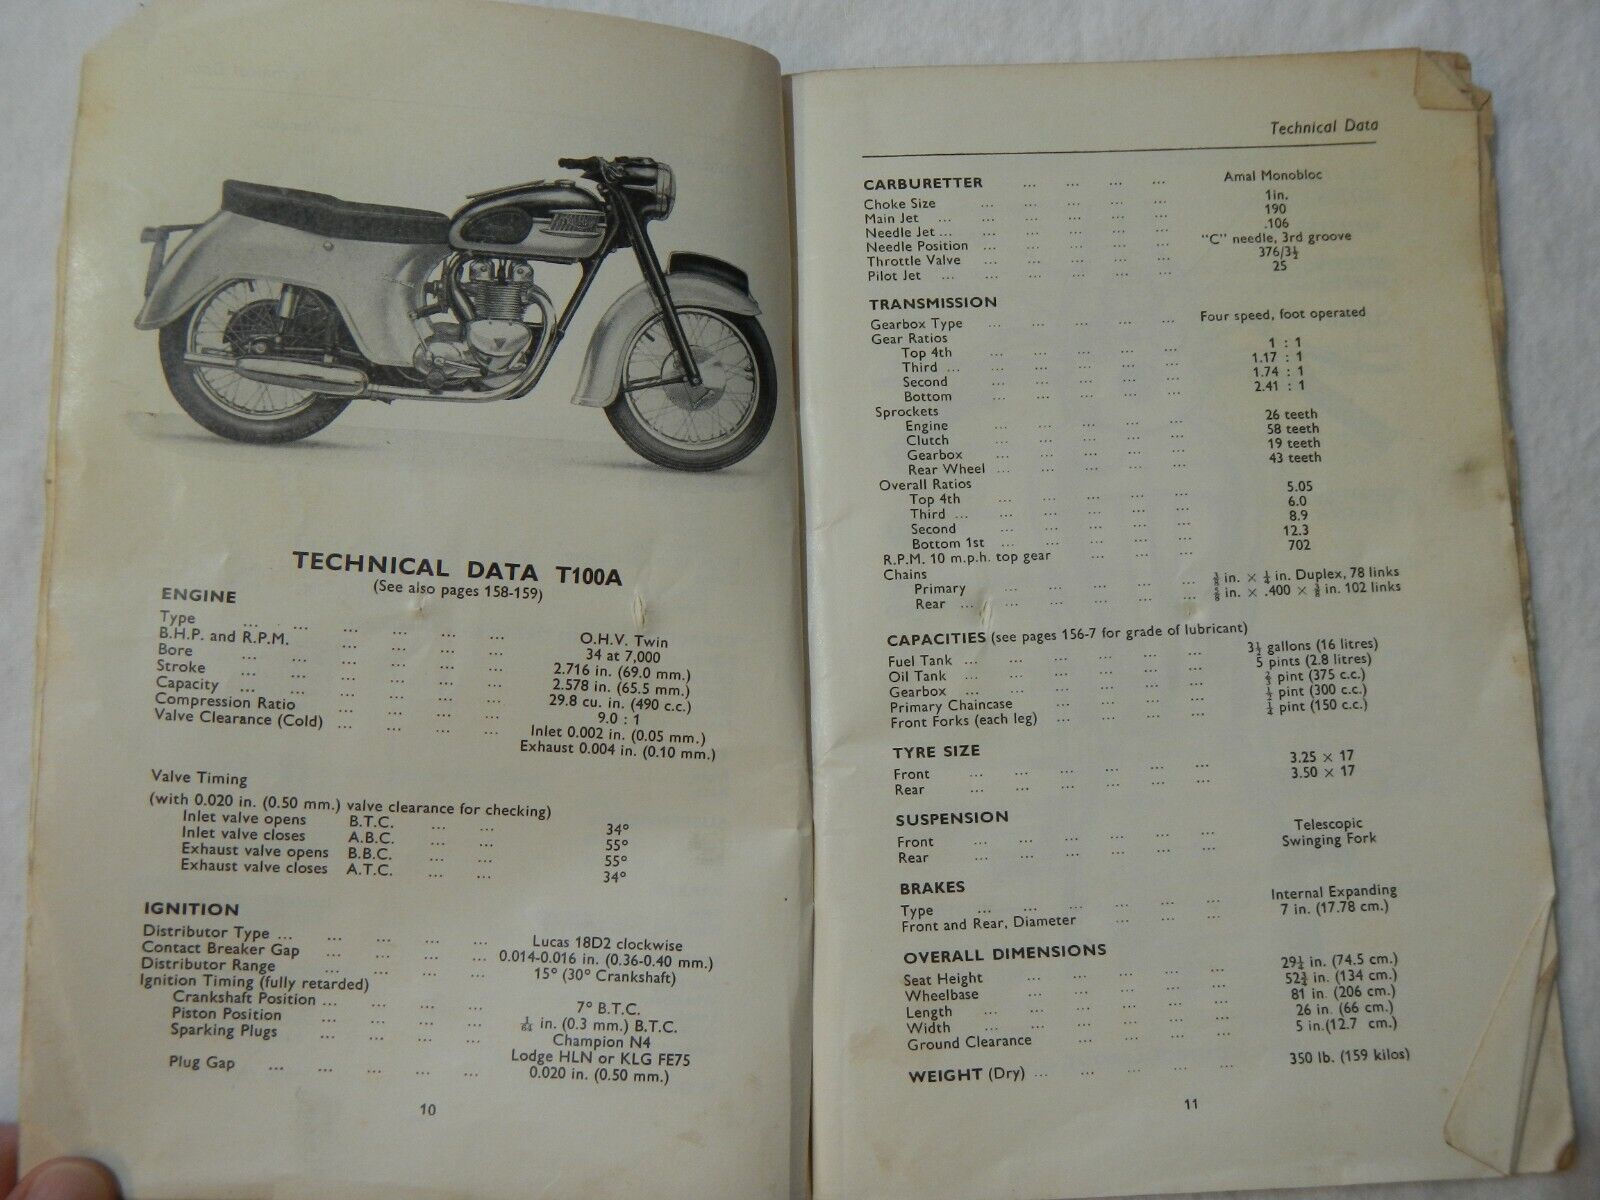 TECHNICAL DATA T100A
(See also pages 158-159)
ENGINE
Type ... ... ... ... ... ... O.H.V. Twin
B.H.P. and R.P.M. ... ... ... ... 34 at 7,000
Bore ... ... ... ... ... ... 2.716 in. (69.0 mm.)
Stroke ... ... ... ... ... 2.578 in. (65.5 mm.)
Capacity ... ... ... ... ... ... 29.8 cu. in. (490 c.c.)
Compression Ratio ... ... ... ... 9.0 : 1
Valve Clearance (Cold) ... ... ... ... Inlet 0.002 in. (0.05 mm.)
Exhaust 0.004 in. (0.10 mm.)
Valve Timing
(with 0.020 in. (0.50 mm.) valve clearance for checking)
Inlet valve opens B.T.C. ... ... 34°
Inlet valve closes A.B.C. ... ... 55°
Exhaust valve opens B.B.C. ... ... 55°
Exhaust valve closes A.T.C. ... ... 34°
IGNITION
Distributor Type ... ... ... ... ... Lucas 18D2 clockwise
Contact Breaker Gap ... ... ... ... 0.014-0.016 in. (0.36-0.40 mm.)
Distributor Range ... ... ... ... 15° (30° Crankshaft)
Ignition Timing (fully retarded)
Crankshaft Position ... ... ... ... ... 7° B.T.C.
Piston Position ... ... ... ... 1/64 in. (0.3 mm.) B.T.C.
Sparking Plugs ... ... ... ... Champion N4
Lodge HLN or KLG FE75
Plug Gap ... ... ... ... ... 0.020 in. (0.50 mm.)
10
Technical Data
CARBURETTER ... ... ... ... Amal Monobloc
Choke Size ... ... ... ... ... 1in.
Main Jet ... ... ... ... ... ... 190
Needle Jet ... ... ... ... ... ... .106
Needle Position ... ... ... ... ... "C" needle, 3rd groove
Throttle Valve ... ... ... ... ... 376/3½
Pilot Jet ... ... ... ... ... ... 25
TRANSMISSION
Gearbox Type ... ... ... ... ... Four speed, foot operated
Gear Ratios
Top 4th ... ... ... ... ... 1 : 1
Third ... ... ... ... ... ... 1.17 : 1
Second ... ... ... ... ... 1.74 : 1
Bottom ... ... ... ... ... 2.41 : 1
Sprockets
Engine ... ... ... ... ... 26 teeth
Clutch ... ... ... ... ... 58 teeth
Gearbox ... ... ... ... ... 19 teeth
Rear Wheel ... ... ... ... ... 43 teeth
Overall Ratios
Top 4th ... ... ... ... ... 5.05
Third ... ... ... ... ... ... 6.0
Second ... ... ... ... ... 8.9
Bottom 1st ... ... ... ... ... 12.3
R.P.M. 10 m.p.h. top gear ... ... ... 702
Chains
Primary ... ... ... ... ... ⅜ in. × ¼ in. Duplex, 78 links
Rear ... ... ... ... ... ... ⅝ in. × .400 × ⅜ in. 102 links
CAPACITIES (see pages 156-7 for grade of lubricant)
Fuel Tank ... ... ... ... ... ... 3½ gallons (16 litres)
Oil Tank ... ... ... ... ... ... 5 pints (2.8 litres)
Gearbox ... ... ... ... ... ... ⅔ pint (375 c.c.)
Primary Chaincase ... ... ... ... ... ½ pint (300 c.c.)
Front Forks (each leg) ... ... ... ... ¼ pint (150 c.c.)
TYRE SIZE
Front ... ... ... ... ... ... 3.25 × 17
Rear ... ... ... ... ... ... 3.50 × 17
SUSPENSION
Front ... ... ... ... ... ... Telescopic
Rear ... ... ... ... ... ... Swinging Fork
BRAKES
Type ... ... ... ... ... ... Internal Expanding
Front and Rear, Diameter ... ... ... 7 in. (17.78 cm.)
OVERALL DIMENSIONS
Seat Height ... ... ... ... ... 29¼ in. (74.5 cm.)
Wheelbase ... ... ... ... ... 52¾ in. (134 cm.)
Length ... ... ... ... ... 81 in. (206 cm.)
Width ... ... ... ... ... ... 26 in. (66 cm.)
Ground Clearance ... ... ... ... 5 in.(12.7 cm.)
WEIGHT (Dry) ... ... ... ... ... 350 lb. (159 kilos)
11